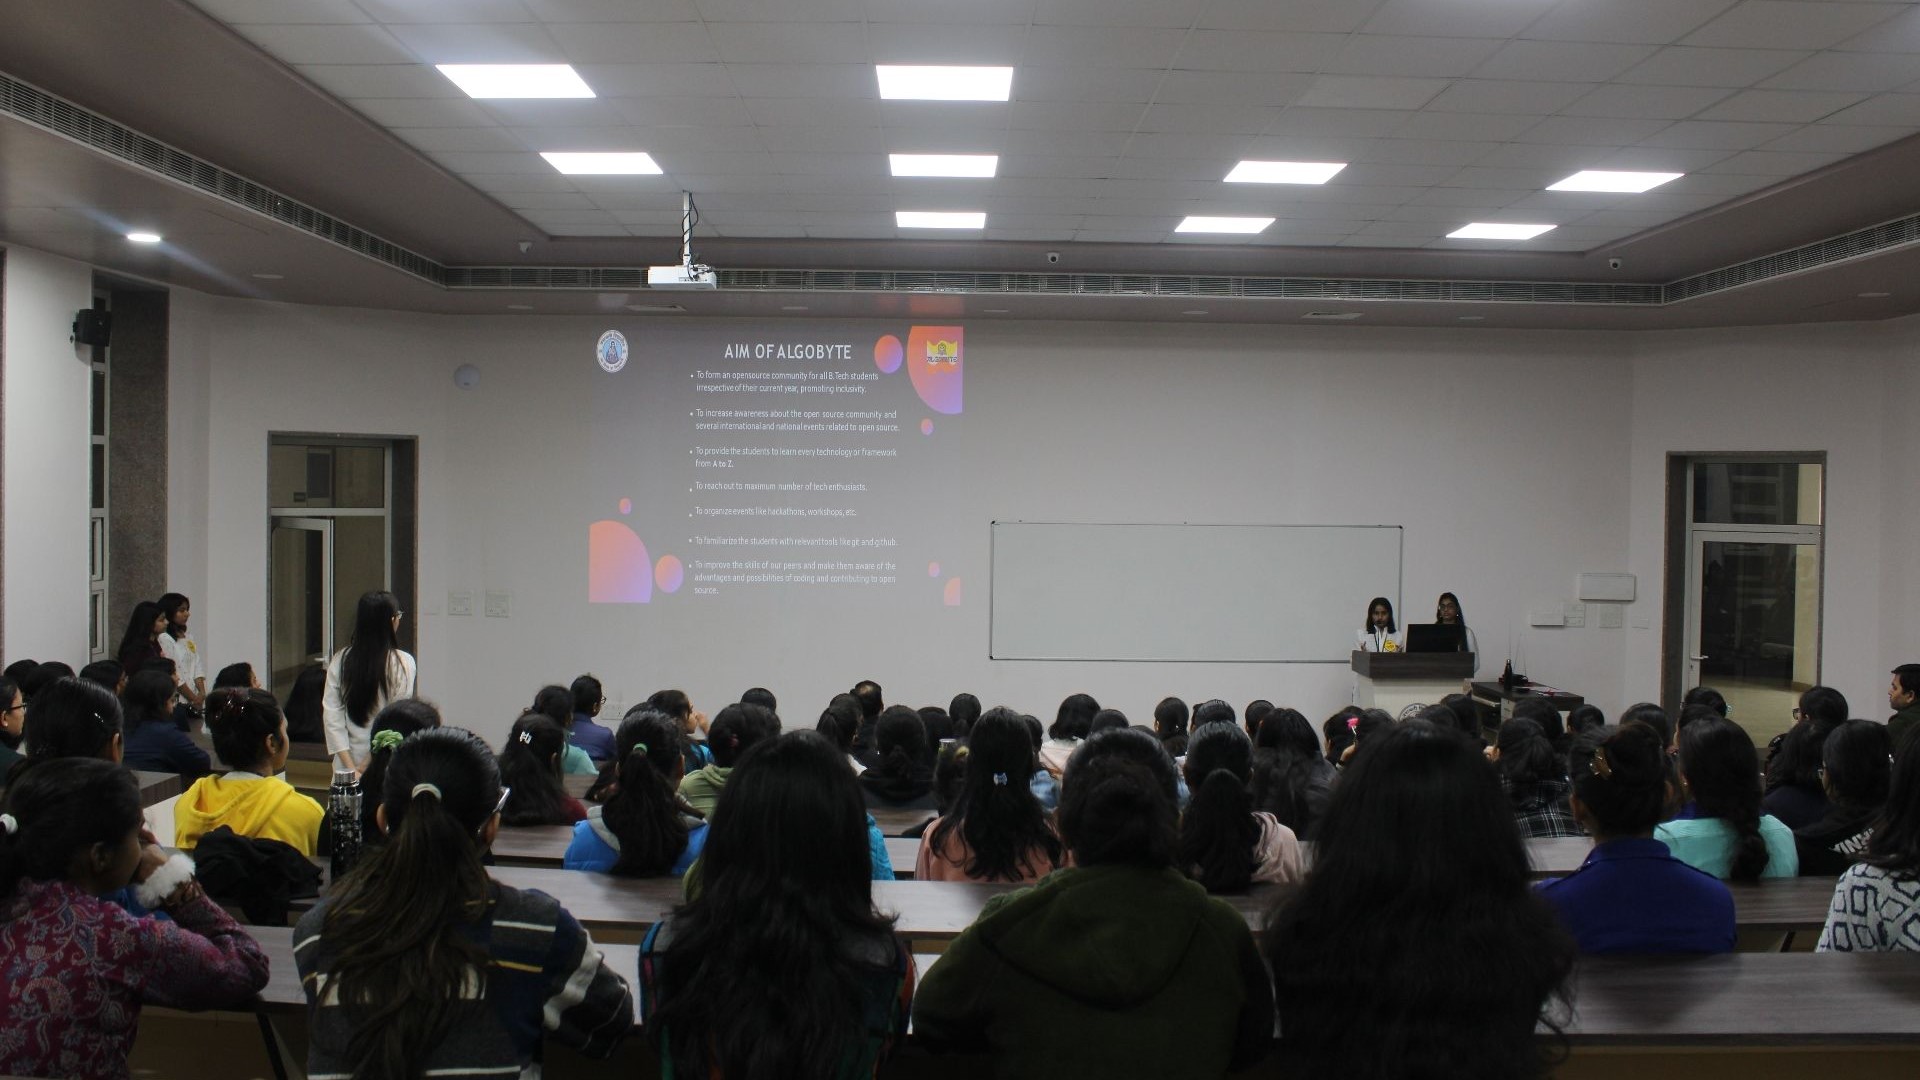 AIM OF ALGOBYTE
ALGOBYTE
• To form an opensource community for all B.Tech students
irrespective of their current year, promoting inclusivity.
• To increase awareness about the open source community and
several international and national events related to open source.
• To provide the students to learn every technology or framework
from A to Z.
• To reach out to maximum number of tech enthusiasts.
• To organize events like hackathons, workshops, etc.
• To familiarize the students with relevant tools like git and github.
• To improve the skills of our peers and make them aware of the
advantages and possibilities of coding and contributing to open
source.